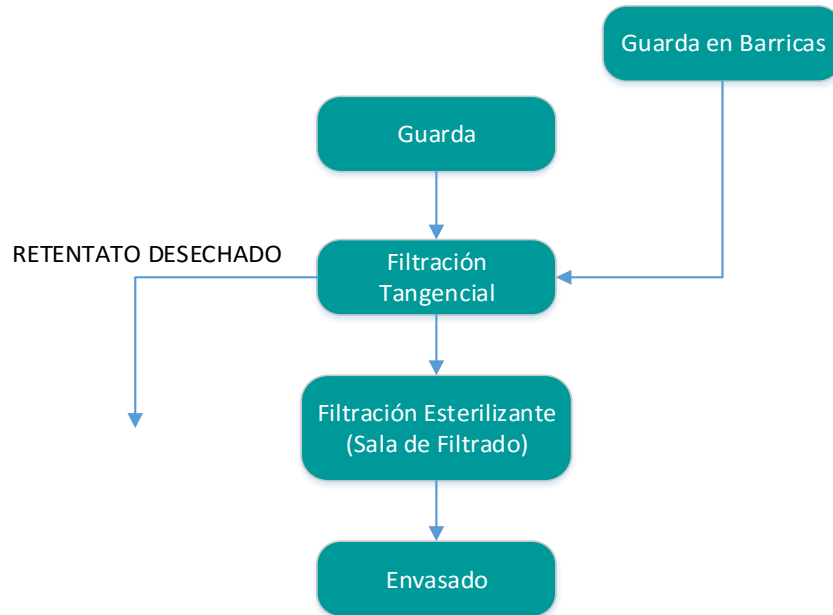 Guarda en Barricas
Guarda
RETENTATO DESECHADO
Filtración
Tangencial
Filtración Esterilizante
(Sala de Filtrado)
Envasado